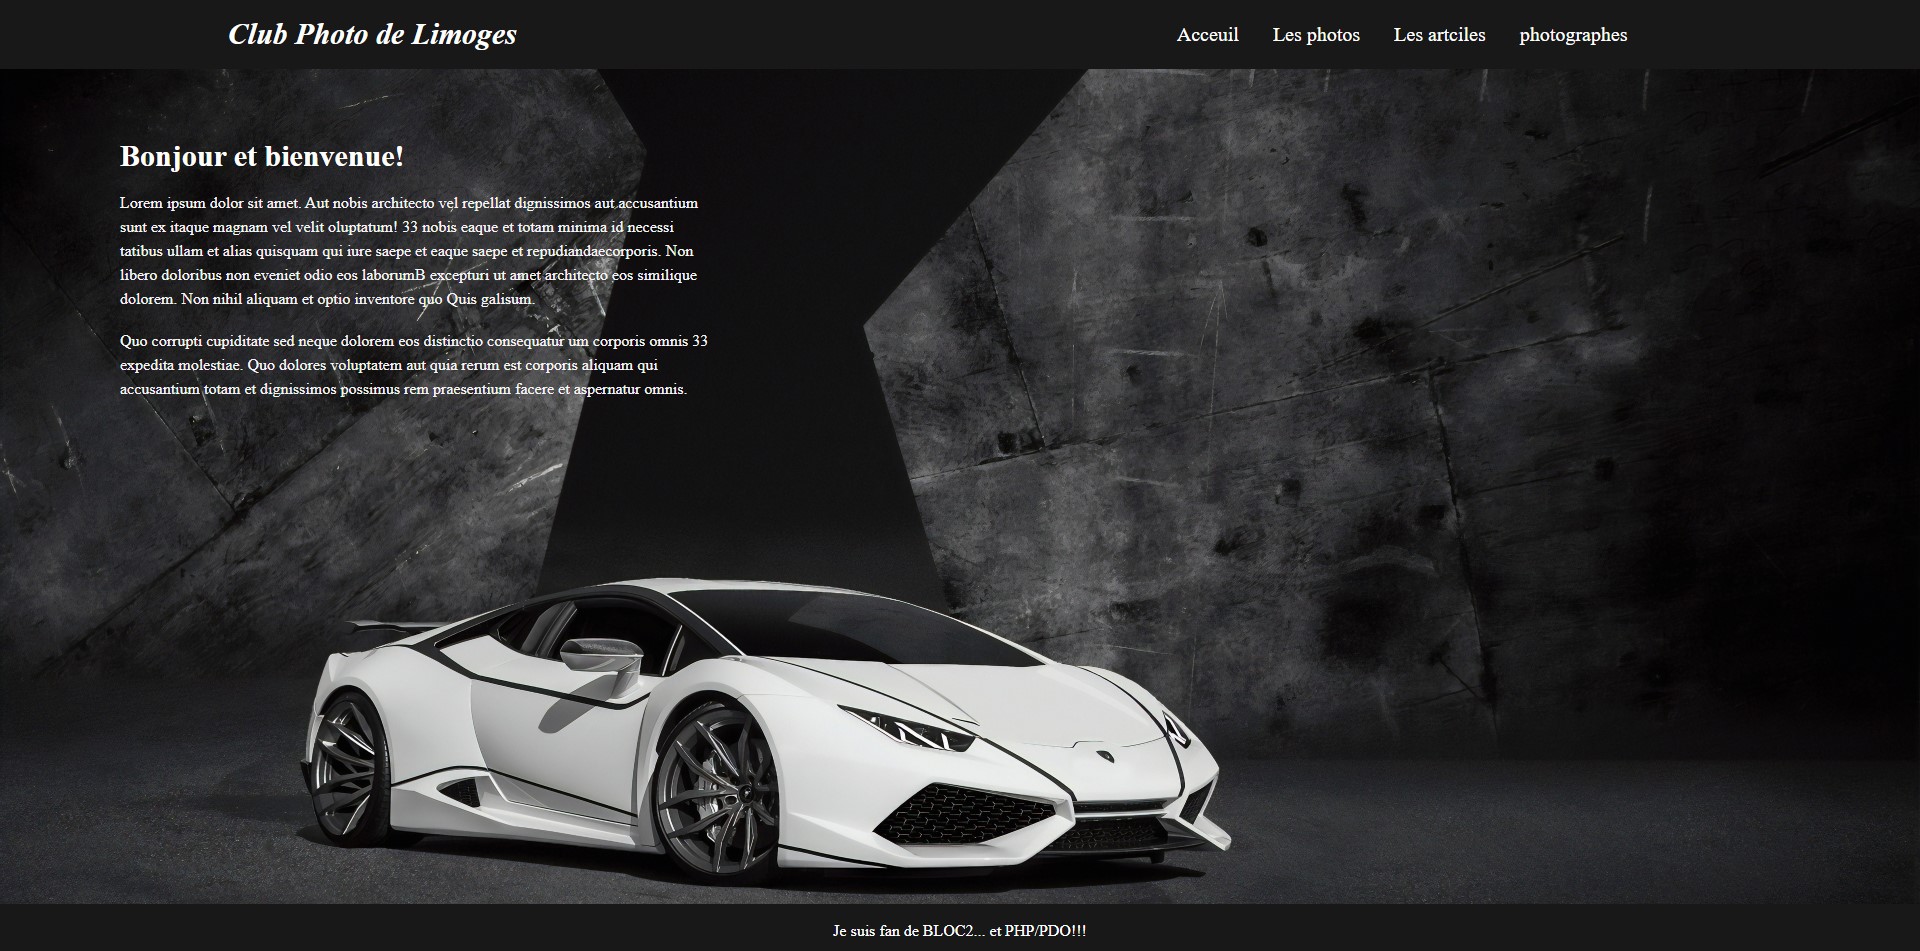 Club Photo de Limoges
Acceuil Les photos Les artciles photographes
Bonjour et bienvenue!
Lorem ipsum dolor sit amet. Aut nobis architecto vel repellat dignissimos aut accusantium
sunt ex itaque magnam vel velit oluptatum! 33 nobis eaque et totam minima id necessi
tatibus ullam et alias quisquam qui iure saepe et eaque saepe et repudiandaecorporis. Non
libero doloribus non eveniet odio eos laborumB excepturi ut amet architecto eos similique
dolorem. Non nihil aliquam et optio inventore quo Quis galisum.
Quo corrupti cupiditate sed neque dolorem eos distinctio consequatur um corporis omnis 33
expedita molestiae. Quo dolores voluptatem aut quia rerum est corporis aliquam qui
accusantium totam et dignissimos possimus rem praesentium facere et aspernatur omnis.
Je suis fan de BLOC2... et PHP/PDO!!!